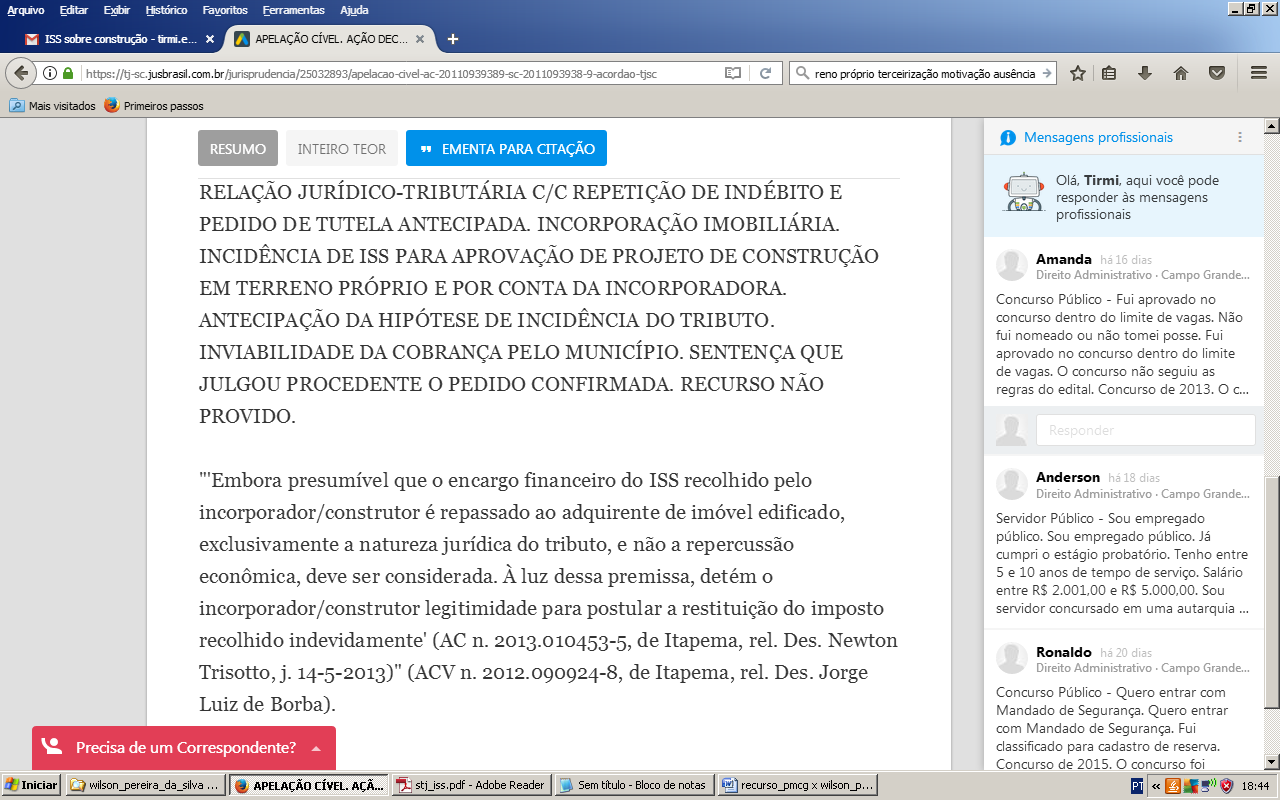 Arquivo Editar Exibir Histórico Favoritos Ferramentas Ajuda
ISS sobre construção - tirmi.e...
APELAÇÃO CÍVEL. AÇÃO DEC...
https://tj-sc.jusbrasil.com.br/jurisprudencia/25032893/apelacao-civel-ac-20110939389-sc-2011093938-9-acordao-tjsc
reno próprio terceirização motivação ausência
Mais visitados Primeiros passos
RESUMO INTEIRO TEOR EMENTA PARA CITAÇÃO
RELAÇÃO JURÍDICO-TRIBUTÁRIA C/C REPETIÇÃO DE INDÉBITO E
PEDIDO DE TUTELA ANTECIPADA. INCORPORAÇÃO IMOBILIÁRIA.
INCIDÊNCIA DE ISS PARA APROVAÇÃO DE PROJETO DE CONSTRUÇÃO
EM TERRENO PRÓPRIO E POR CONTA DA INCORPORADORA.
ANTECIPAÇÃO DA HIPÓTESE DE INCIDÊNCIA DO TRIBUTO.
INVIABILIDADE DA COBRANÇA PELO MUNICÍPIO. SENTENÇA QUE
JULGOU PROCEDENTE O PEDIDO CONFIRMADA. RECURSO NÃO
PROVIDO.
"'Embora presumível que o encargo financeiro do ISS recolhido pelo
incorporador/construtor é repassado ao adquirente de imóvel edificado,
exclusivamente a natureza jurídica do tributo, e não a repercussão
econômica, deve ser considerada. À luz dessa premissa, detém o
incorporador/construtor legitimidade para postular a restituição do imposto
recolhido indevidamente' (AC n. 2013.010453-5, de Itapema, rel. Des. Newton
Trisotto, j. 14-5-2013)" (ACV n. 2012.090924-8, de Itapema, rel. Des. Jorge
Luiz de Borba).
Precisa de um Correspondente?
Mensagens profissionais
Olá, Tirmi, aqui você pode
responder às mensagens
profissionais
Amanda há 16 dias
Direito Administrativo · Campo Grande...
Concurso Público - Fui aprovado no
concurso dentro do limite de vagas. Não
fui nomeado ou não tomei posse. Fui
aprovado no concurso dentro do limite
de vagas. O concurso não seguiu as
regras do edital. Concurso de 2013. O c...
Responder
Anderson há 18 dias
Direito Administrativo · Campo Grande...
Servidor Público - Sou empregado
público. Sou empregado público. Já
cumpri o estágio probatório. Tenho entre
5 e 10 anos de tempo de serviço. Salário
entre R$ 2.001,00 e R$ 5.000,00. Sou
servidor concursado em uma autarquia ...
Ronaldo há 20 dias
Direito Administrativo · Campo Grande...
Concurso Público - Quero entrar com
Mandado de Segurança. Quero entrar
com Mandado de Segurança. Fui
classificado para cadastro de reserva.
Concurso de 2015. O concurso foi
Iniciar wilson_pereira_da_silva ... APELAÇÃO CÍVEL. AÇÃ... stj_iss.pdf - Adobe Reader Sem título - Bloco de notas recurso_pmcg x wilson_p... PT 18:44